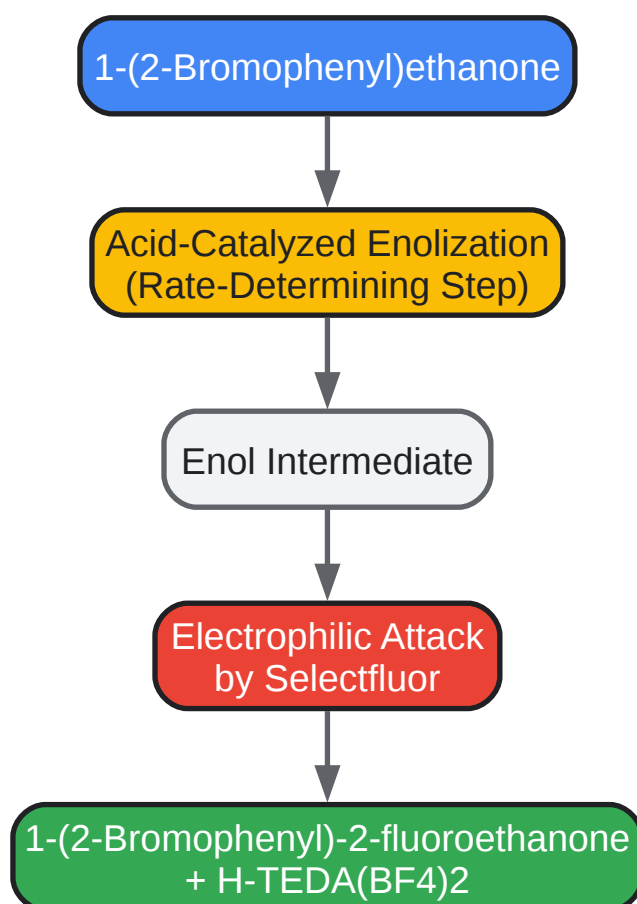 1-(2-Bromophenyl)ethanone
Acid-Catalyzed Enolization
(Rate-Determining Step)
Enol Intermediate
Electrophilic Attack
by Selectfluor
1-(2-Bromophenyl)-2-fluoroethanone
+ H-TEDA(BF4)2